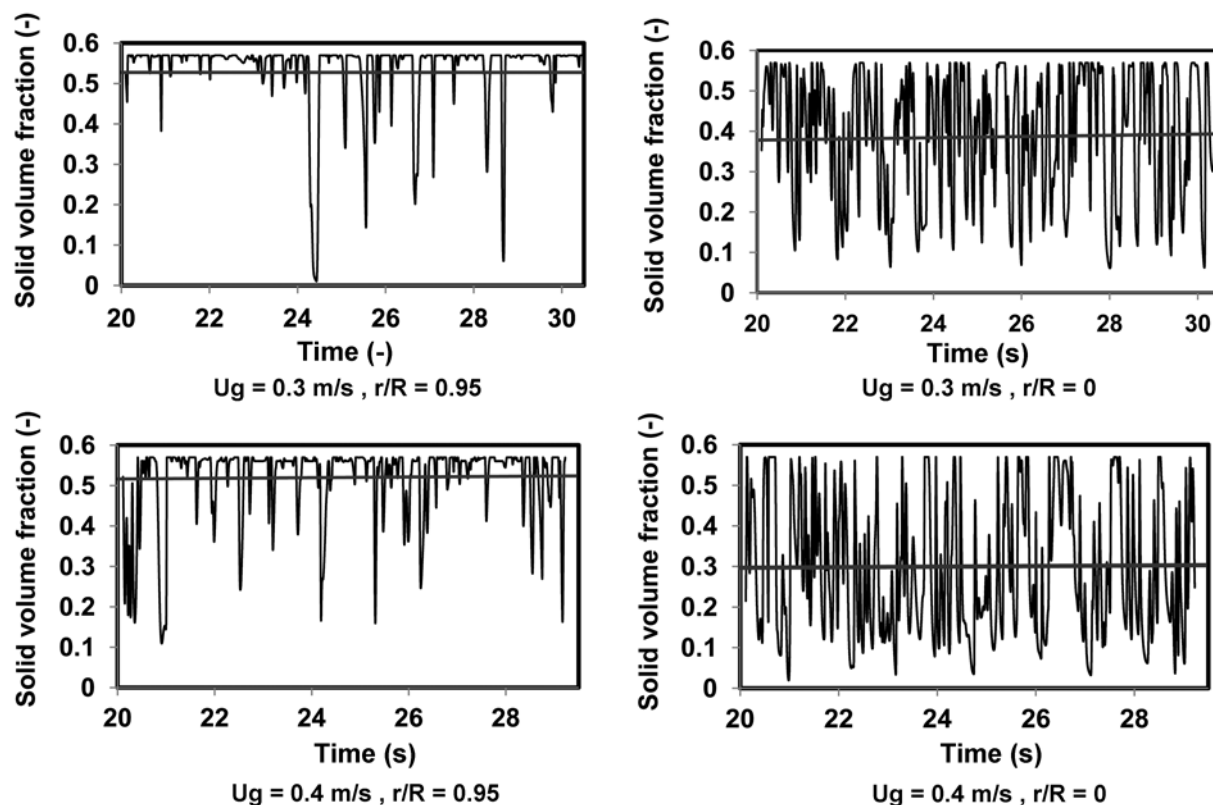 Solid volume fraction (-)
0.6
0.5
0.4
0.3
0.2
0.1
0
20 22 24 26 28 30
Time (-)
Ug = 0.3 m/s , r/R = 0.95
Solid volume fraction (-)
0.6
0.5
0.4
0.3
0.2
0.1
0
20 22 24 26 28 30
Time (s)
Ug = 0.3 m/s , r/R = 0
Solid volume fraction (-)
0.6
0.5
0.4
0.3
0.2
0.1
0
20 22 24 26 28
Time (s)
Ug = 0.4 m/s , r/R = 0.95
Solid volume fraction (-)
0.6
0.5
0.4
0.3
0.2
0.1
0
20 22 24 26 28
Time (s)
Ug = 0.4 m/s , r/R = 0